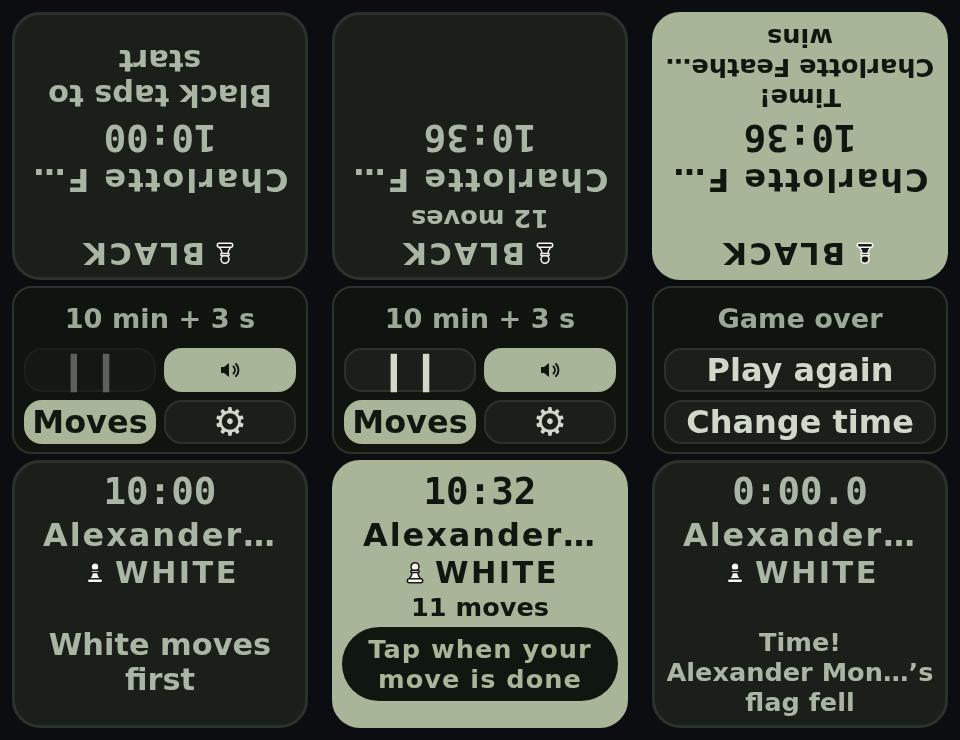 BLACK
Charlotte F…
10:00
Black taps to
start
10 min + 3 s
Moves
10:00
Alexander…
WHITE
White moves
first
BLACK
12 moves
Charlotte F…
10:36
10 min + 3 s
Moves
10:32
Alexander…
WHITE
11 moves
Tap when your
move is done
BLACK
Charlotte F…
10:36
Time!
Charlotte Feathe…
wins
Game over
Play again
Change time
0:00.0
Alexander…
WHITE
Time!
Alexander Mon…’s
flag fell